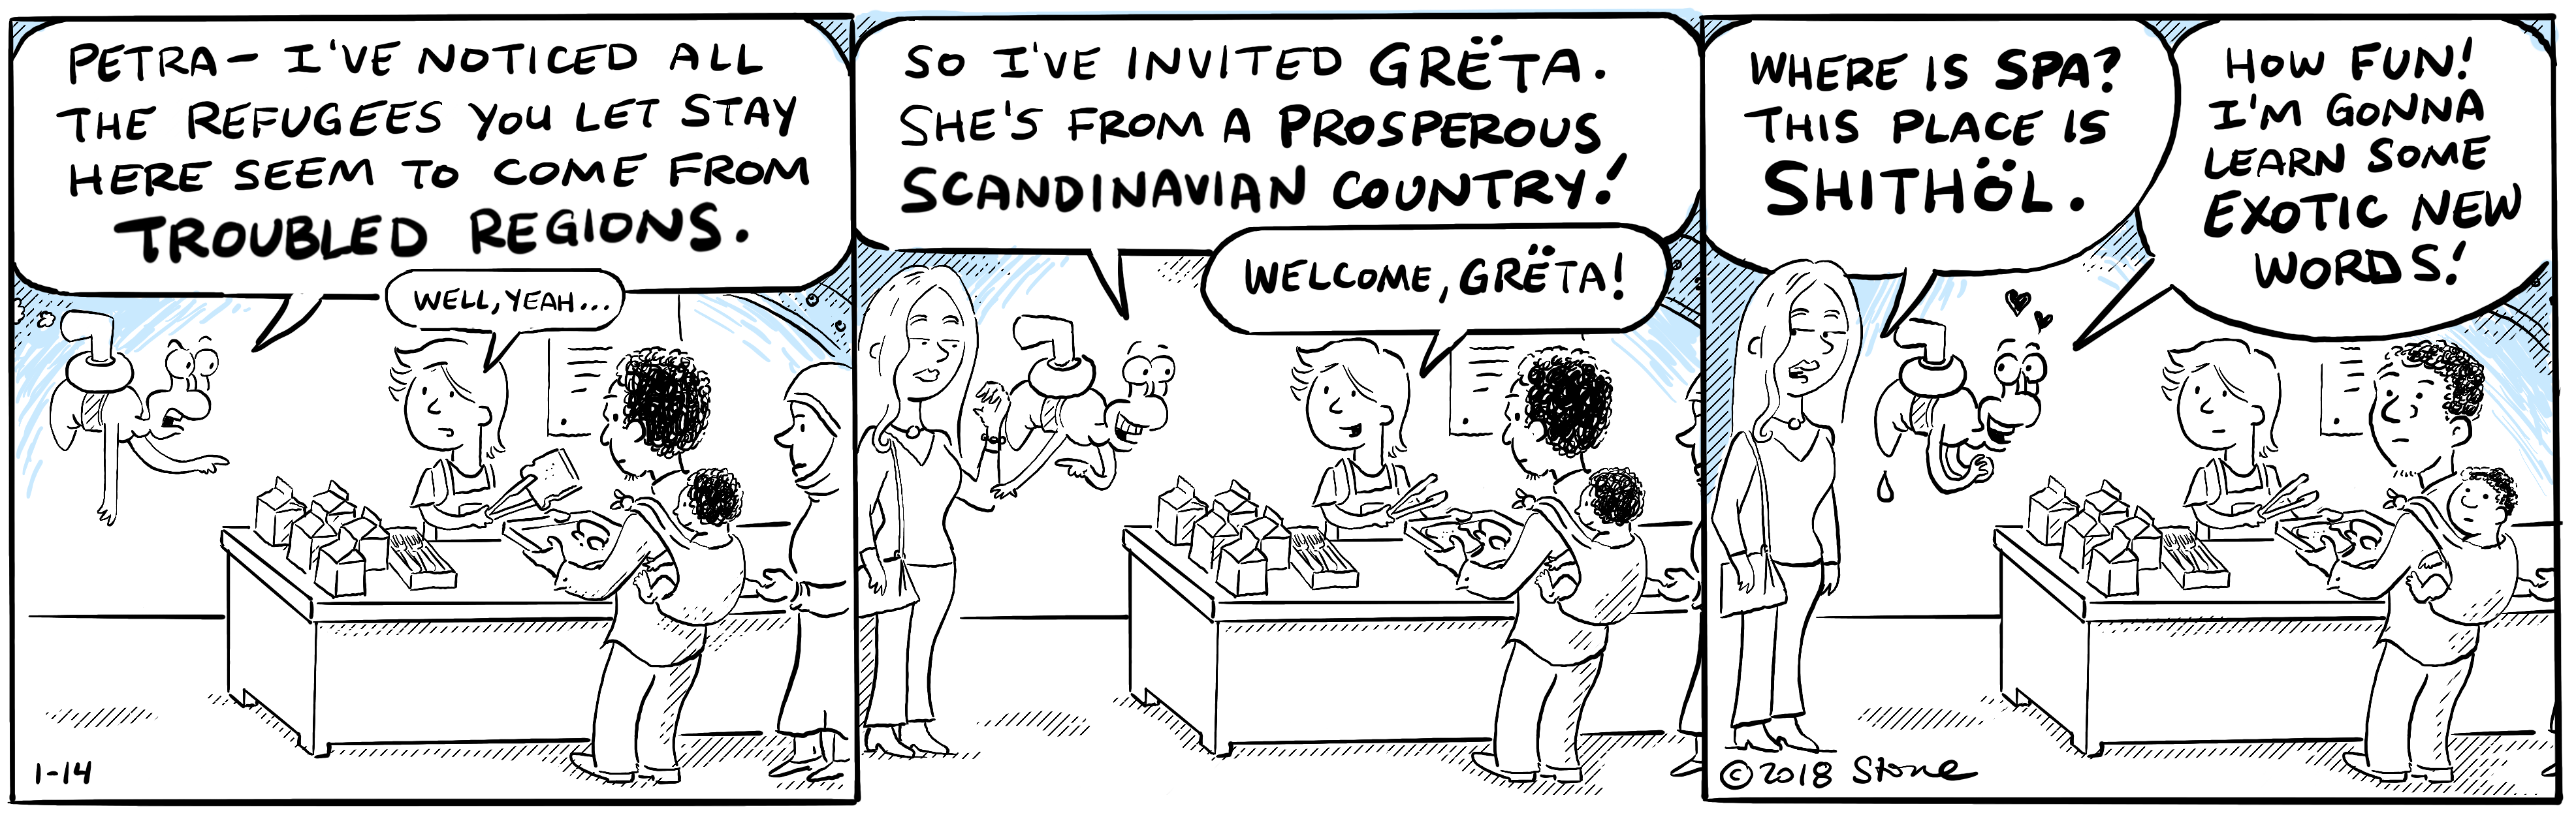 PETRA— I'VE NOTICED ALL
THE REFUGEES YOU LET STAY
HERE SEEM TO COME FROM
TROUBLED REGIONS.
WELL, YEAH...
1-14
SO I'VE INVITED GRËTA.
SHE'S FROM A PROSPEROUS
SCANDINAVIAN COUNTRY!
WELCOME, GRËTA!
WHERE IS SPA?
THIS PLACE IS
SHITHÖL.
HOW FUN!
I'M GONNA
LEARN SOME
EXOTIC NEW
WORDS!
© 2018 Stone